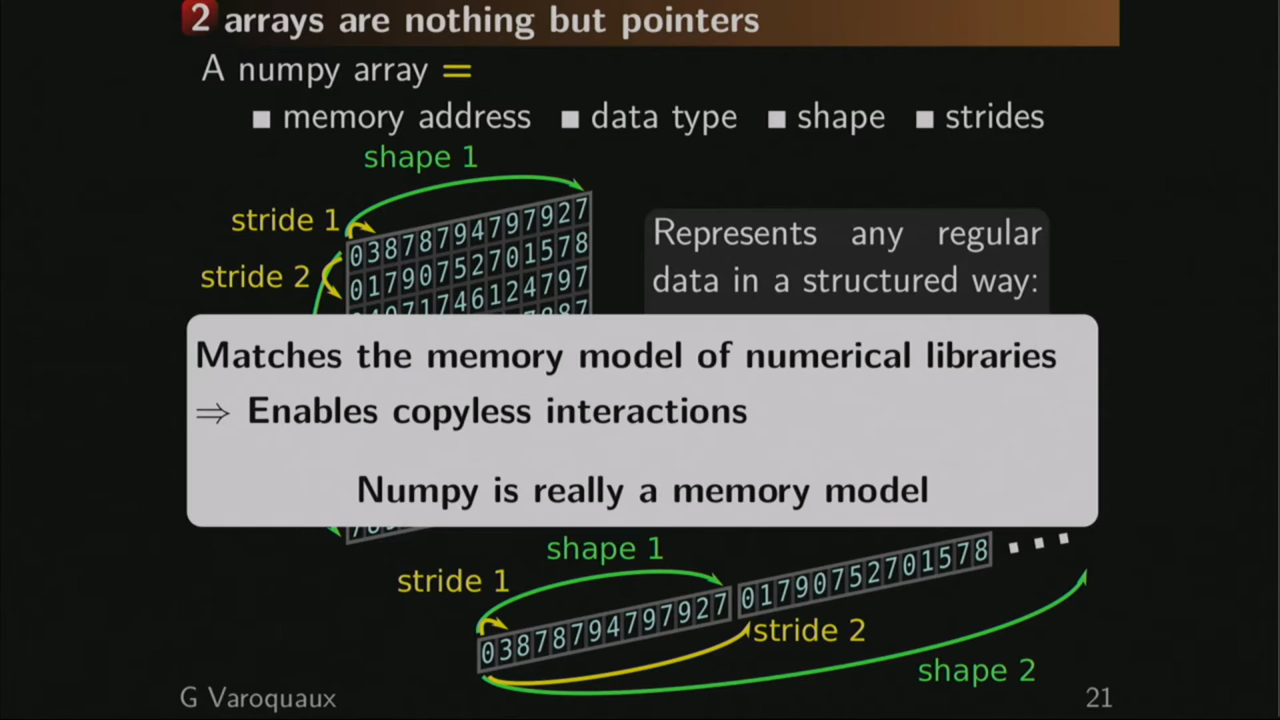 2 arrays are nothing but pointers
A numpy array =
■ memory address ■ data type ■ shape ■ strides
shape 1
stride 1
03878794797927
stride 2
01790752701578
Represents any regular
data in a structured way:
Matches the memory model of numerical libraries
⇒ Enables copyless interactions
Numpy is really a memory model
shape 1
stride 1
03878794797927
01790752701578
...
stride 2
shape 2
G Varoquaux
21